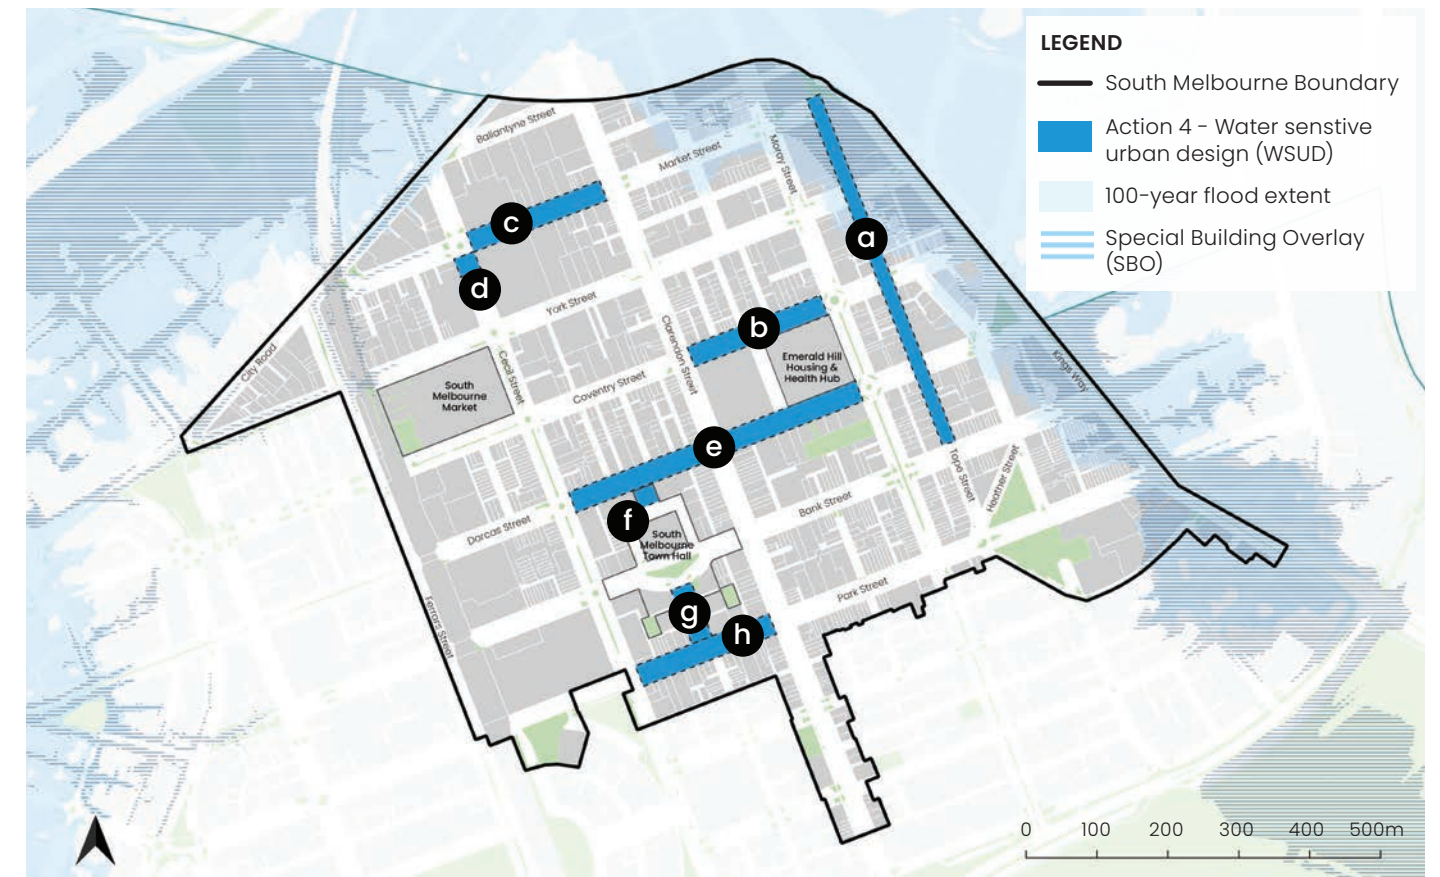 LEGEND
South Melbourne Boundary
Action 4 - Water senstive
urban design (WSUD)
100-year flood extent
Special Building Overlay
(SBO)
Ballantyne Street
Market Street
Moray Street
c
a
d
York Street
b
Clarendon Street
Emerald Hill
Housing &
Health Hub
City Road
Cecil Street
Coventry Street
Kings Way
South
Melbourne
Market
e
Tope Street
Heather Street
Bank Street
Dorcas Street
f
South
Melbourne
Town Hall
Park Street
Ferrars Street
g
h
0 100 200 300 400 500m